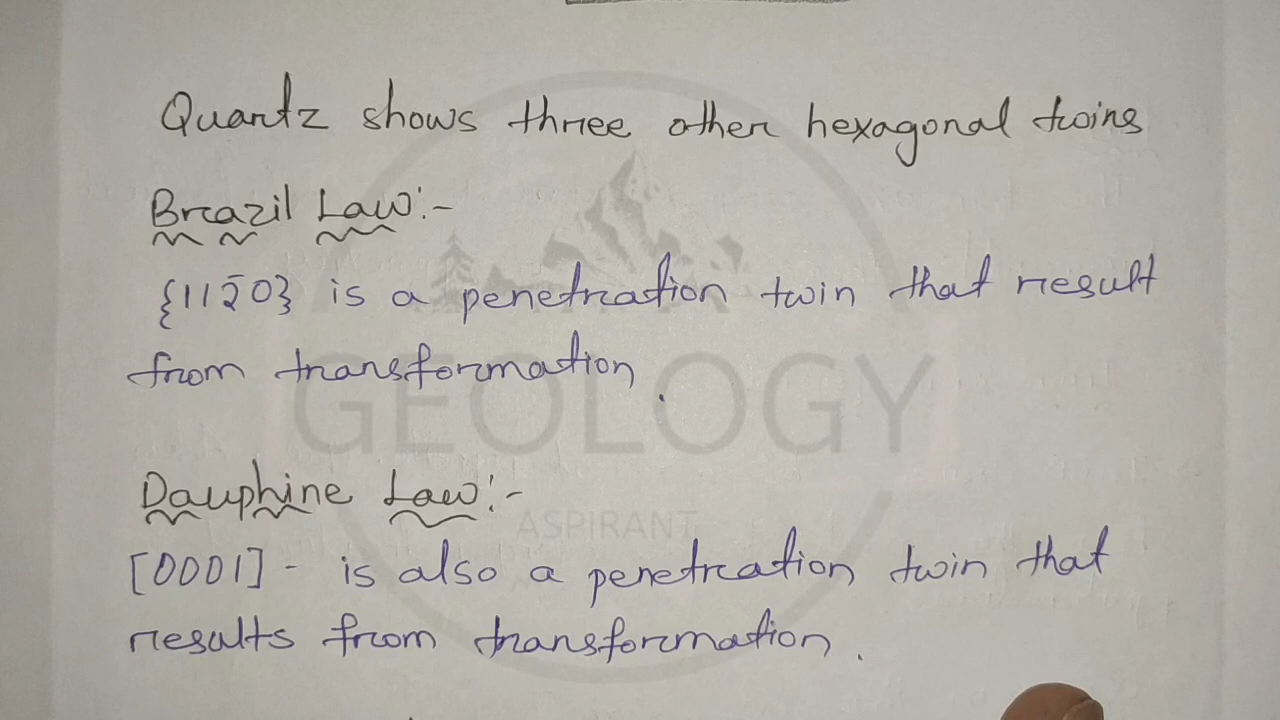 Quartz shows three other hexagonal twins
Brazil Law:-
{112̄0} is a penetration twin that result
from transformation.
GEOLOGY
Dauphine Law:-
ASPIRANT
[0001] - is also a penetration twin that
results from transformation.